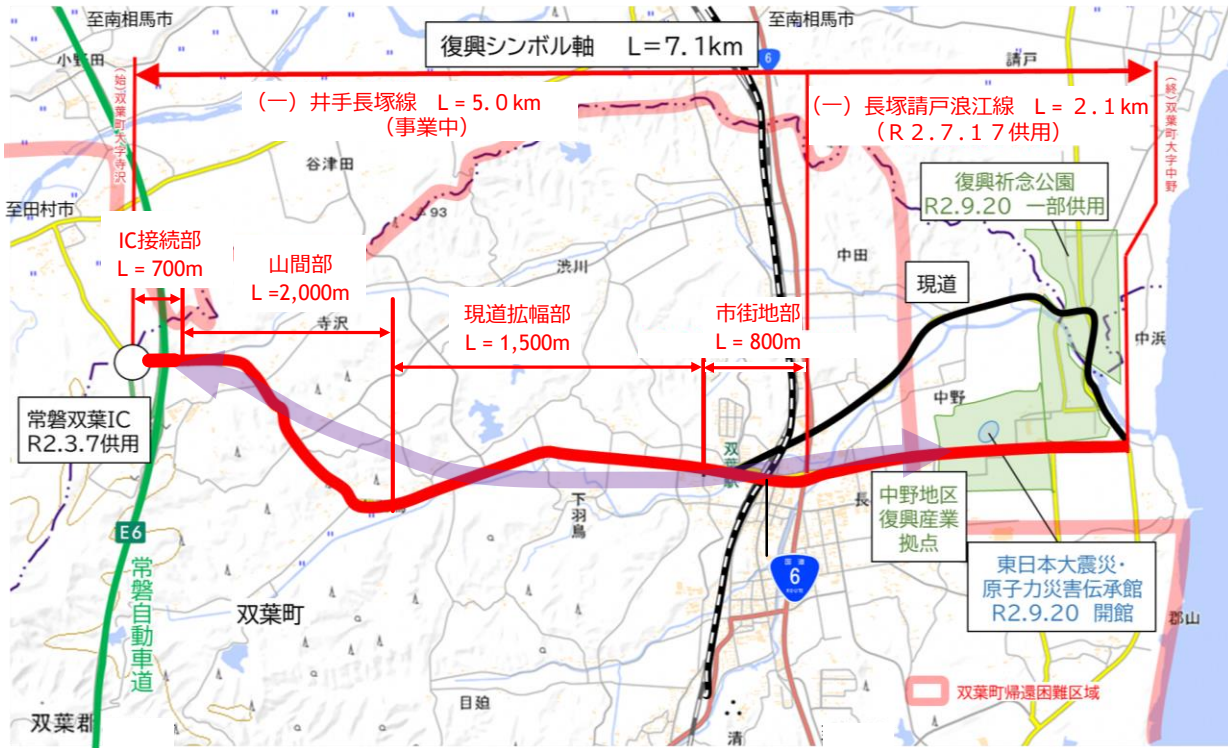 至南相馬市
至南相馬市
復興シンボル軸 L=7.1km
6
小野田
請戸
(始)双葉町大字寺沢
(終)双葉町大字中野
(一)井手長塚線 L = 5.0km
(事業中)
(一)長塚請戸浪江線 L = 2.1km
(R2.7.17供用)
谷津田
復興祈念公園
R2.9.20 一部供用
至田村市
93
IC接続部
L = 700m
山間部
L =2,000m
渋川
中田
現道
寺沢
現道拡幅部
L = 1,500m
市街地部
L = 800m
中浜
中野
常磐双葉IC
R2.3.7供用
双葉駅
下羽鳥
長
中野地区
復興産業
拠点
E6
常磐自動車道
国道
6
ROUTE
東日本大震災・
原子力災害伝承館
R2.9.20 開館
双葉町
郡山
目迫
双葉町帰還困難区域
双葉郡
清